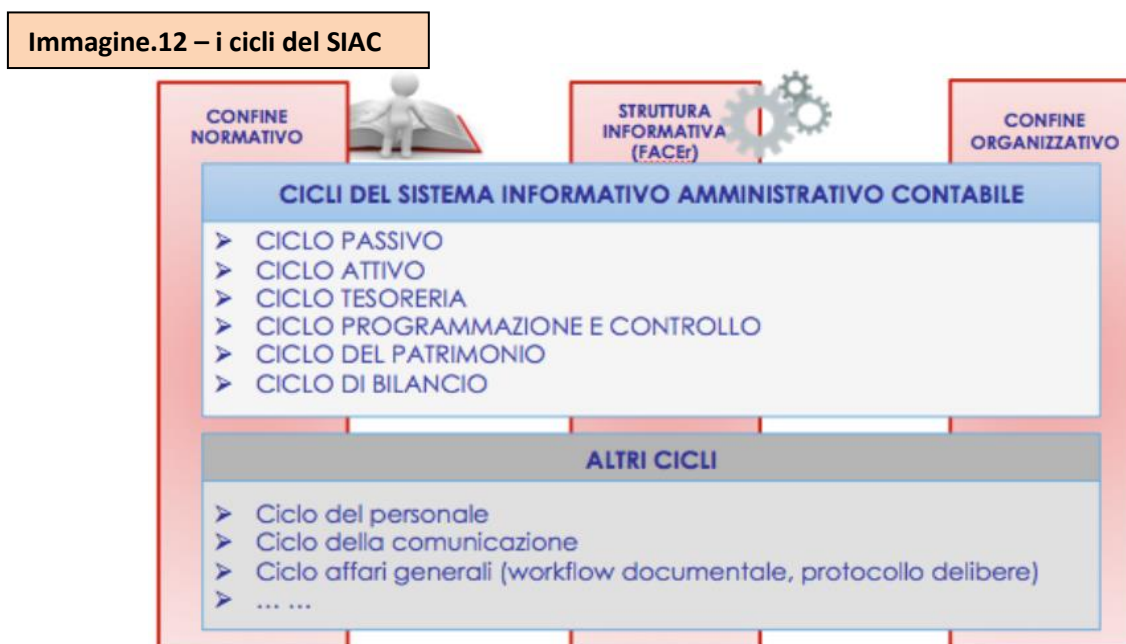 Immagine.12 – i cicli del SIAC
CONFINE
NORMATIVO
STRUTTURA
INFORMATIVA
(FACEr)
CONFINE
ORGANIZZATIVO
CICLI DEL SISTEMA INFORMATIVO AMMINISTRATIVO CONTABILE
➢ CICLO PASSIVO
➢ CICLO ATTIVO
➢ CICLO TESORERIA
➢ CICLO PROGRAMMAZIONE E CONTROLLO
➢ CICLO DEL PATRIMONIO
➢ CICLO DI BILANCIO
ALTRI CICLI
➢ Ciclo del personale
➢ Ciclo della comunicazione
➢ Ciclo affari generali (workflow documentale, protocollo delibere)
➢ ... ...